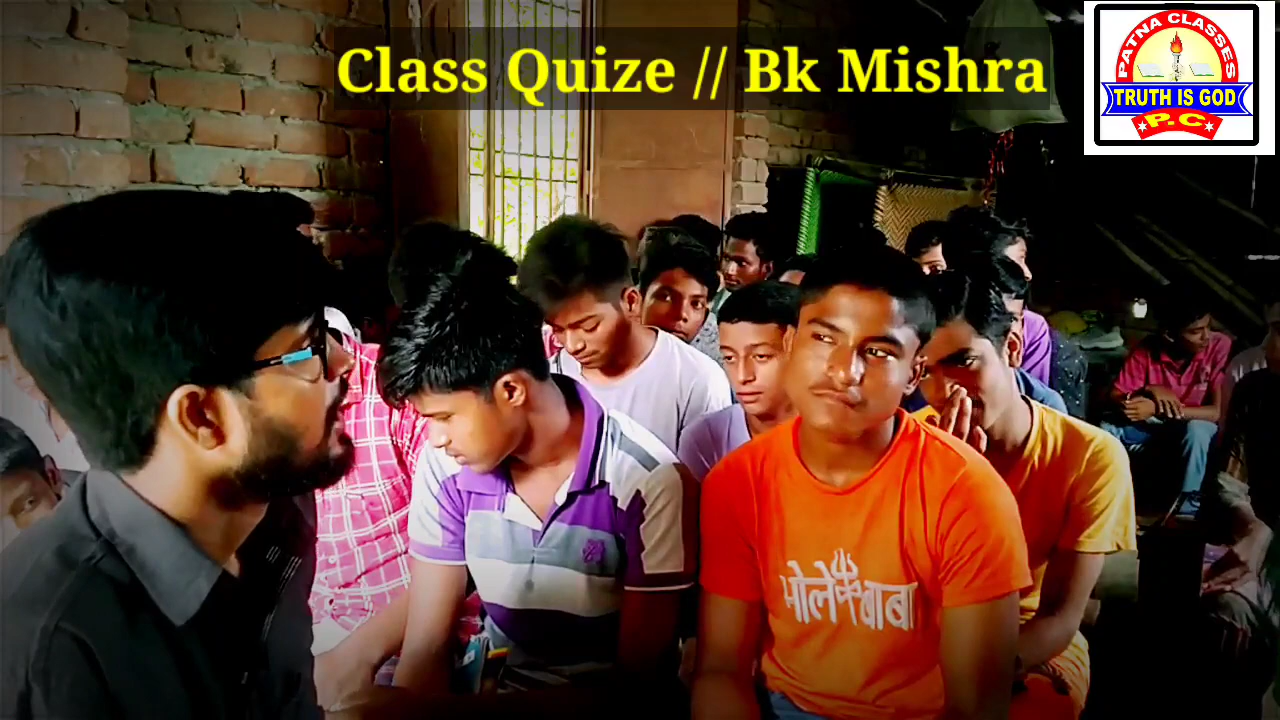 Class Quize // Bk Mishra
PATNA CLASSES
TRUTH IS GOD
P.C
भोले बाबा